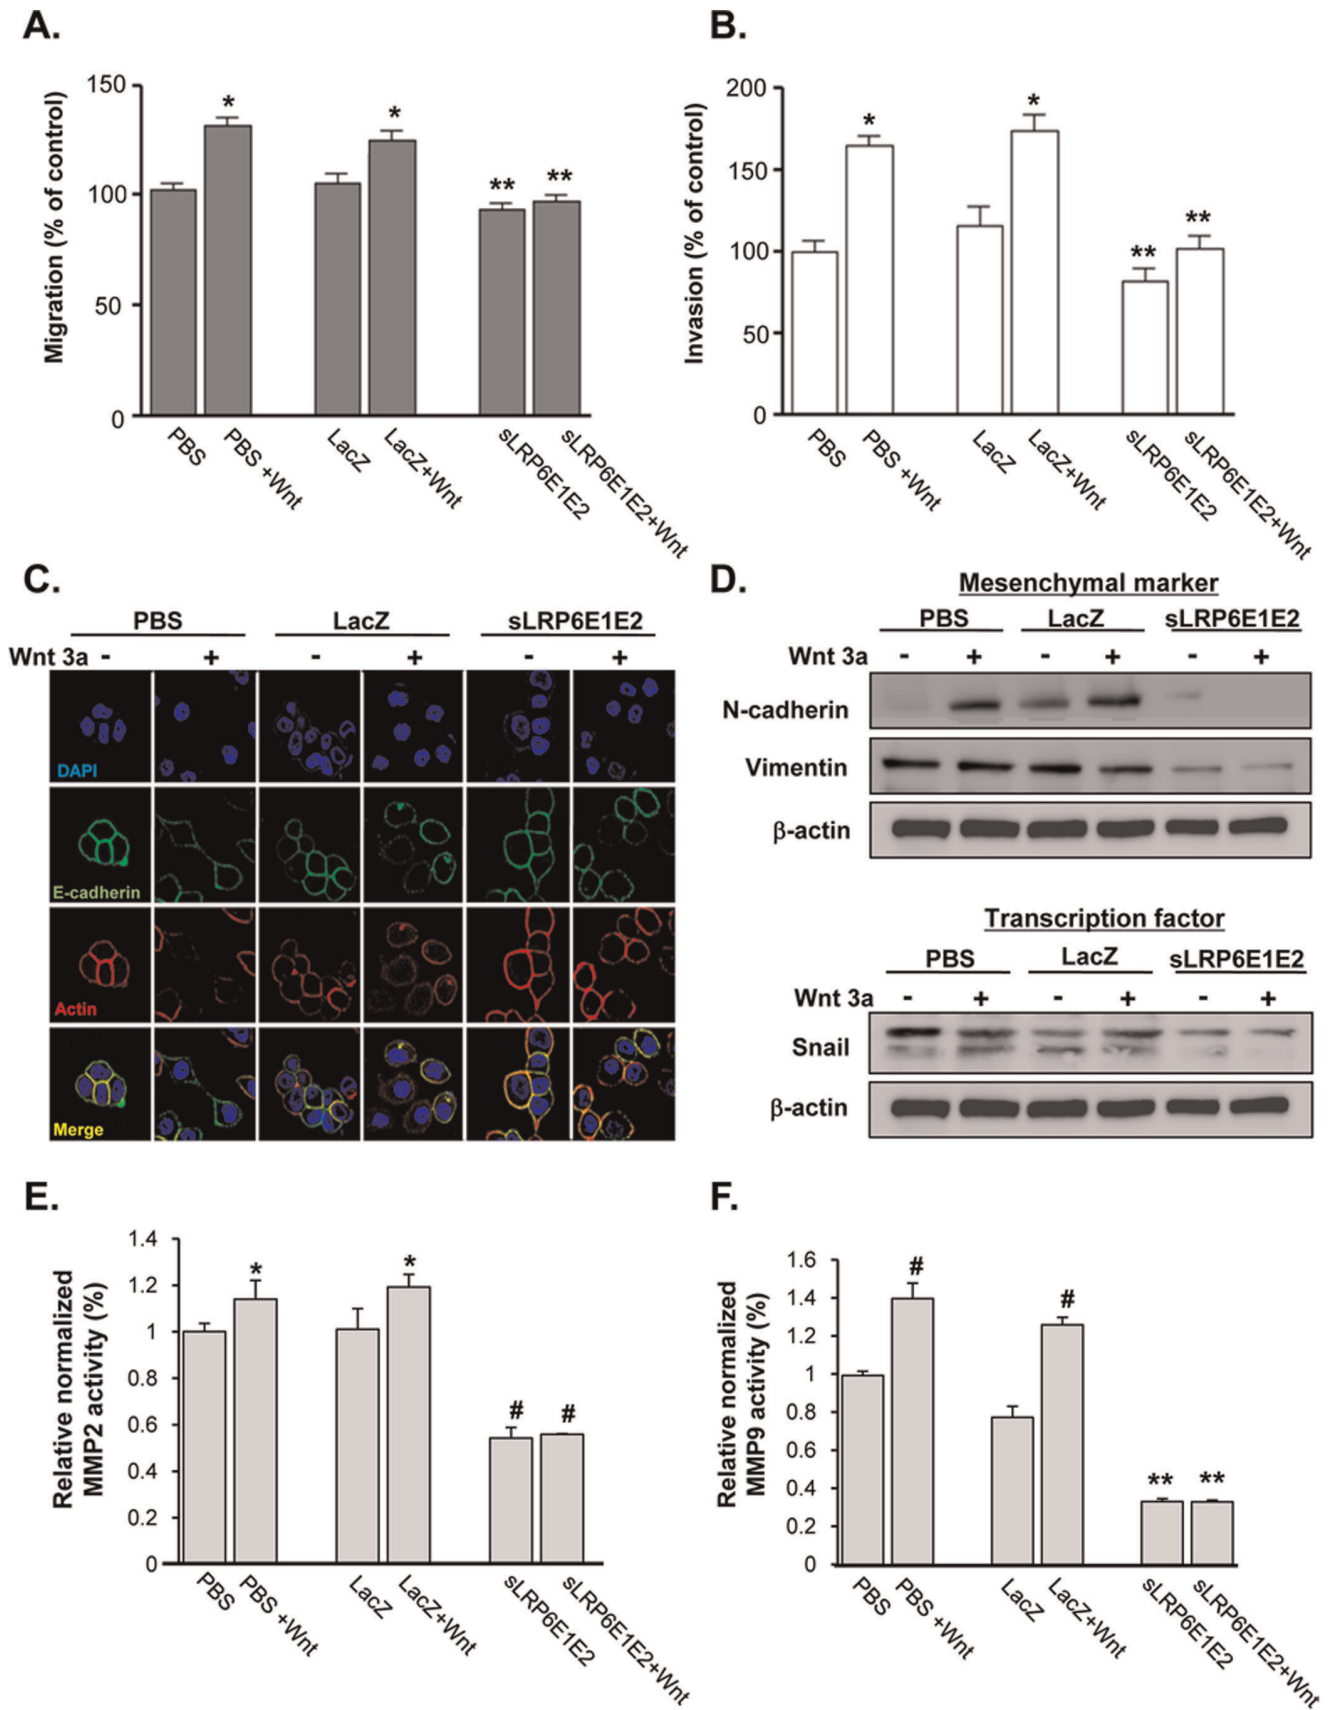 A.
Migration (% of control)
150
100
50
0
*
*
**
**
PBS
PBS +Wnt
LacZ
LacZ+Wnt
sLRP6E1E2
sLRP6E1E2+Wnt
B.
Invasion (% of control)
200
150
100
50
0
*
*
**
**
PBS
PBS +Wnt
LacZ
LacZ+Wnt
sLRP6E1E2
sLRP6E1E2+Wnt
C.
PBS LacZ sLRP6E1E2
Wnt 3a - + - + - +
DAPI
E-cadherin
Actin
Merge
D.
Mesenchymal marker
PBS LacZ sLRP6E1E2
Wnt 3a - + - + - +
N-cadherin
Vimentin
β-actin
Transcription factor
PBS LacZ sLRP6E1E2
Wnt 3a - + - + - +
Snail
β-actin
E.
Relative normalized
MMP2 activity (%)
1.4
1.2
1
0.8
0.6
0.4
0.2
0
*
*
#
#
PBS
PBS +Wnt
LacZ
LacZ+Wnt
sLRP6E1E2
sLRP6E1E2+Wnt
F.
Relative normalized
MMP9 activity (%)
1.6
1.4
1.2
1
0.8
0.6
0.4
0.2
0
#
#
**
**
PBS
PBS +Wnt
LacZ
LacZ+Wnt
sLRP6E1E2
sLRP6E1E2+Wnt